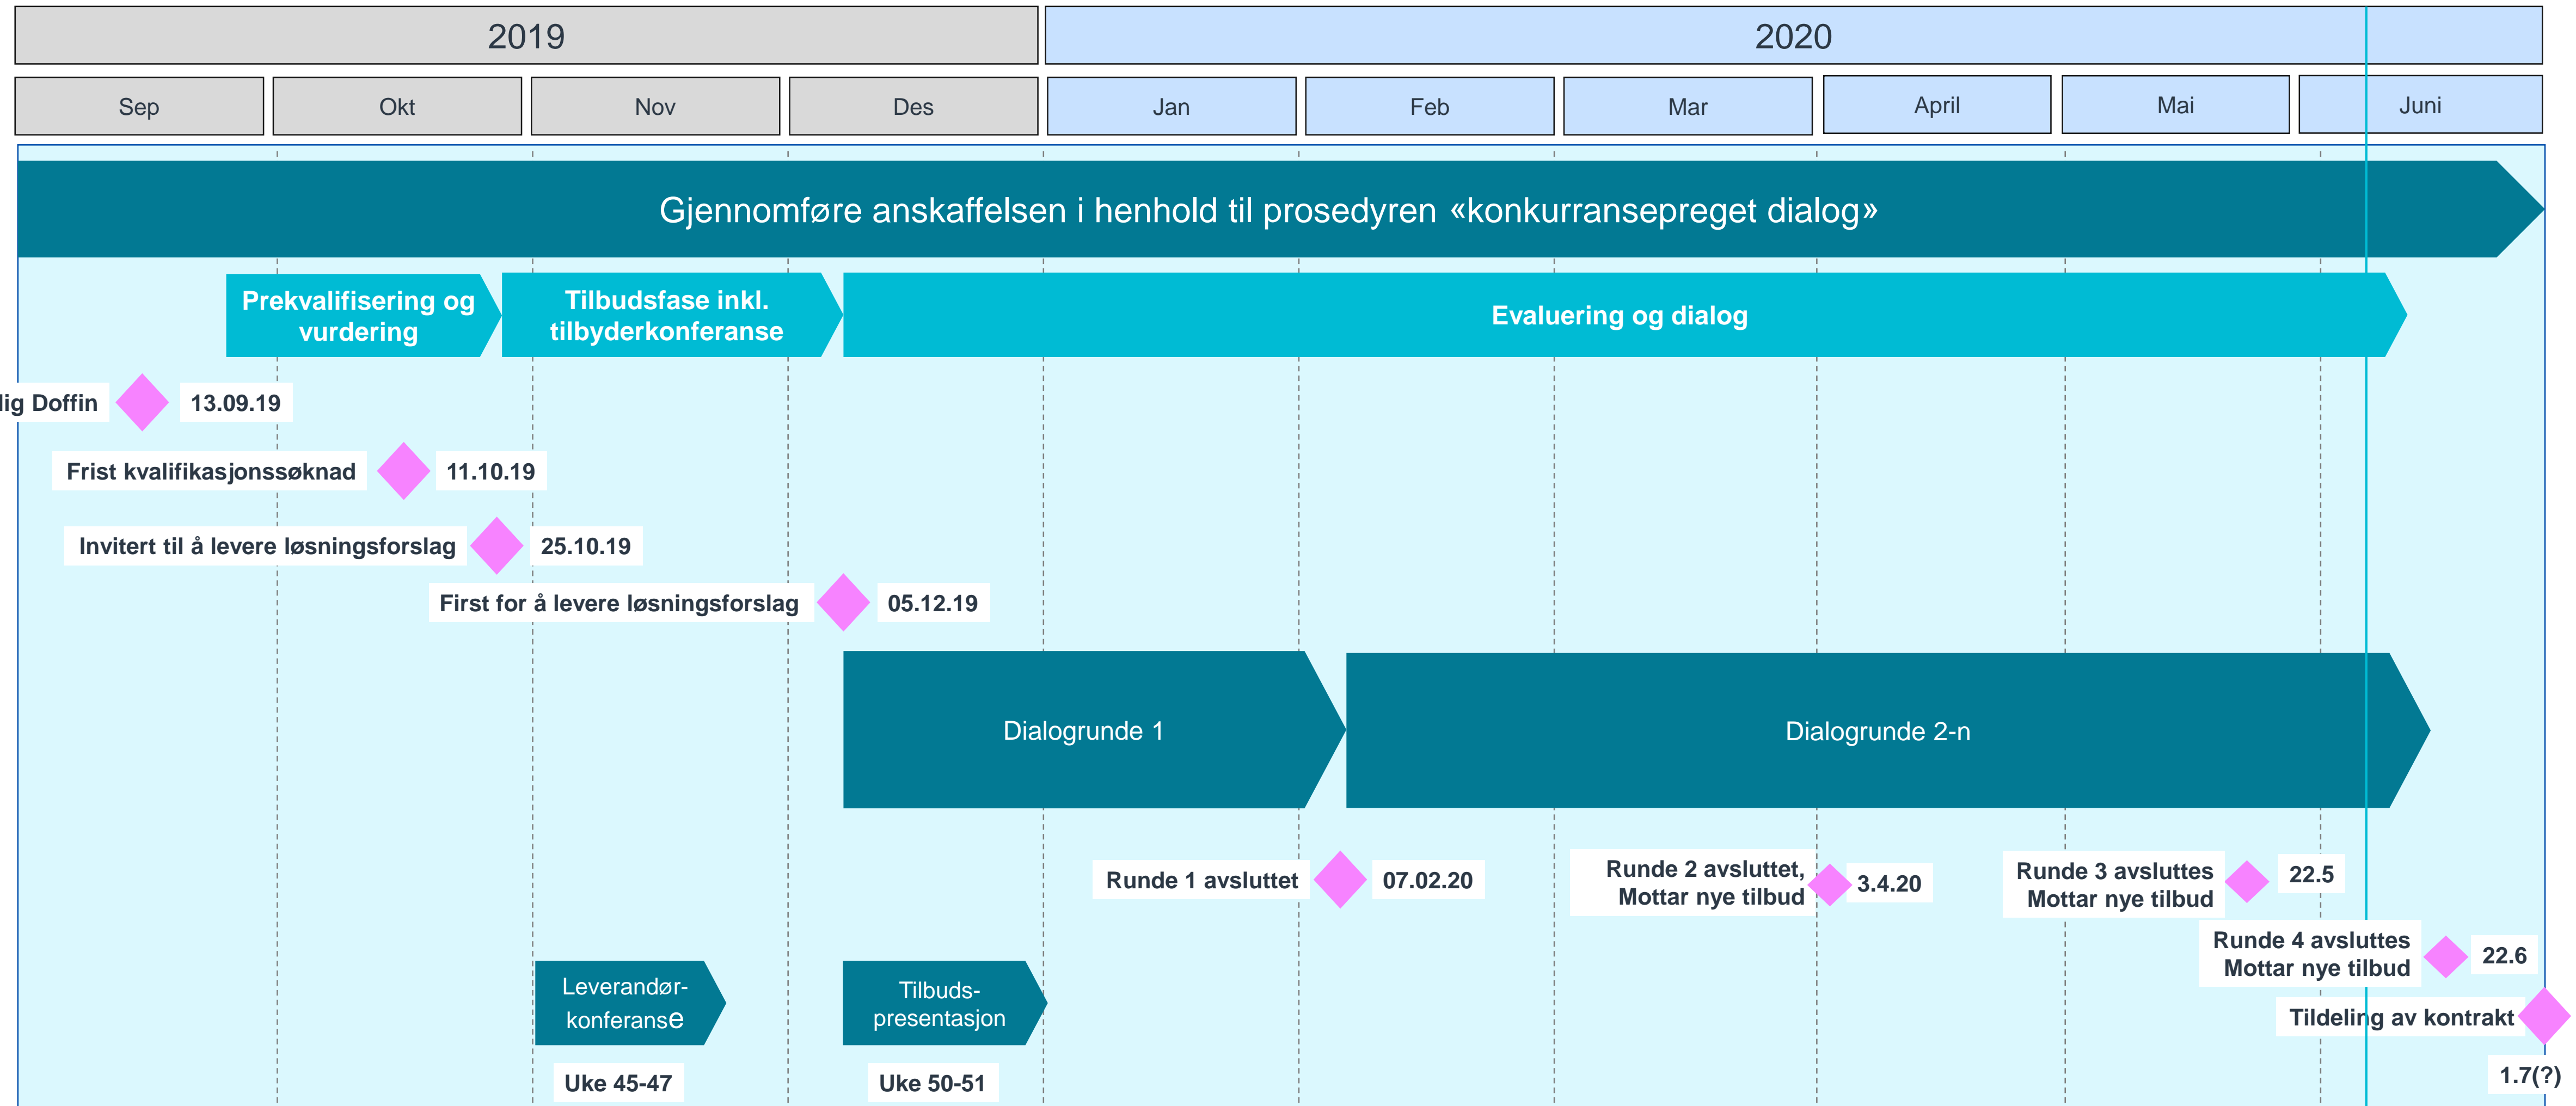 2019
2020
Sep
Okt
Nov
Des
Jan
Feb
Mar
April
Mai
Juni
Gjennomføre anskaffelsen i henhold til prosedyren «konkurransepreget dialog»
Prekvalifisering og
vurdering
Tilbudsfase inkl.
tilbyderkonferanse
Evaluering og dialog
Doffin
13.09.19
Frist kvalifikasjonssøknad
11.10.19
Invitert til å levere løsningsforslag
25.10.19
First for å levere løsningsforslag
05.12.19
Dialogrunde 1
Dialogrunde 2-n
Runde 1 avsluttet
07.02.20
Runde 2 avsluttet,
Mottar nye tilbud
3.4.20
Runde 3 avsluttes
Mottar nye tilbud
22.5
Runde 4 avsluttes
Mottar nye tilbud
22.6
Leverandør-
konferanse
Tilbuds-
presentasjon
Tildeling av kontrakt
1.7(?)
Uke 45-47
Uke 50-51